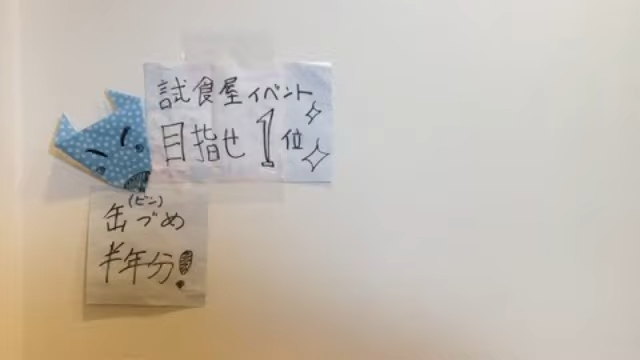 試食屋イベント
目指せ1位
(ビン)
缶づめ
半年分!